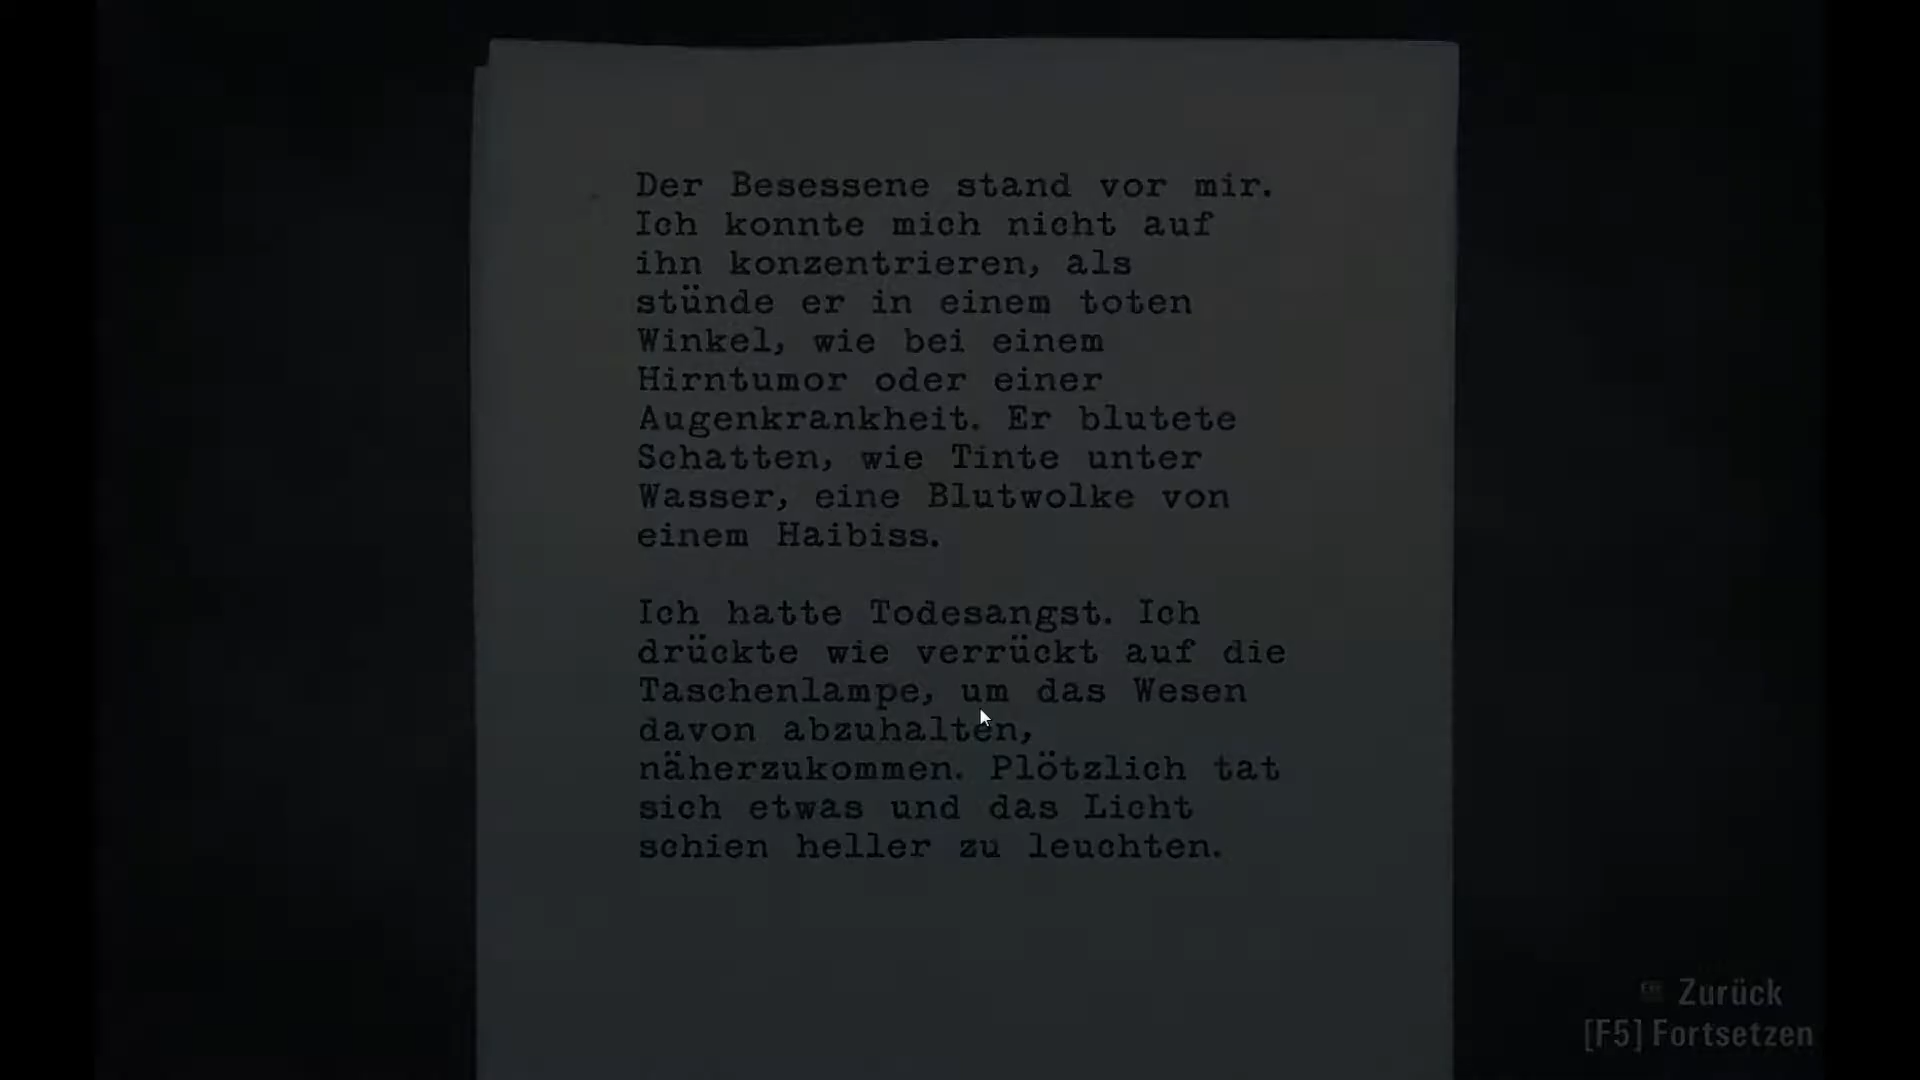 Der Besessene stand vor mir.
Ich konnte mich nicht auf
ihn konzentrieren, als
stünde er in einem toten
Winkel, wie bei einem
Hirntumor oder einer
Augenkrankheit. Er blutete
Schatten, wie Tinte unter
Wasser, eine Blutwolke von
einem Haibiss.
Ich hatte Todesangst. Ich
drückte wie verrückt auf die
Taschenlampe, um das Wesen
davon abzuhalten,
näherzukommen. Plötzlich tat
sich etwas und das Licht
schien heller zu leuchten.
Zurück
[F5] Fortsetzen